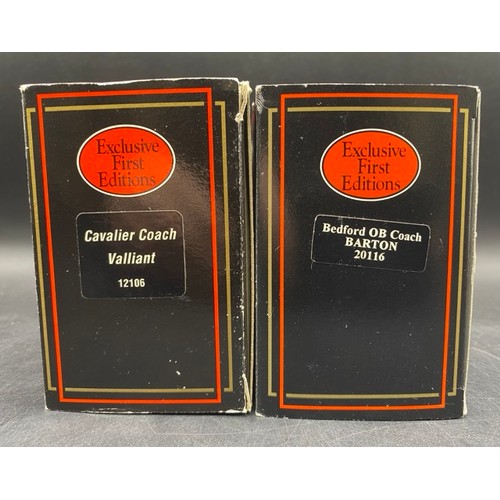 Exclusive
First
Editions
Cavalier Coach
Valliant
12106
Exclusive
First
Editions
Bedford OB Coach
BARTON
20116